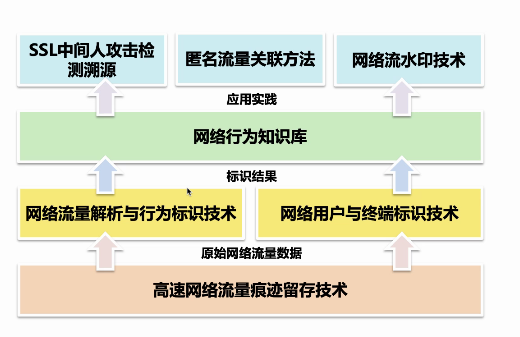 SSL中间人攻击检
测溯源
匿名流量关联方法
网络流水印技术
应用实践
网络行为知识库
标识结果
网络流量解析与行为标识技术
网络用户与终端标识技术
原始网络流量数据
高速网络流量痕迹留存技术